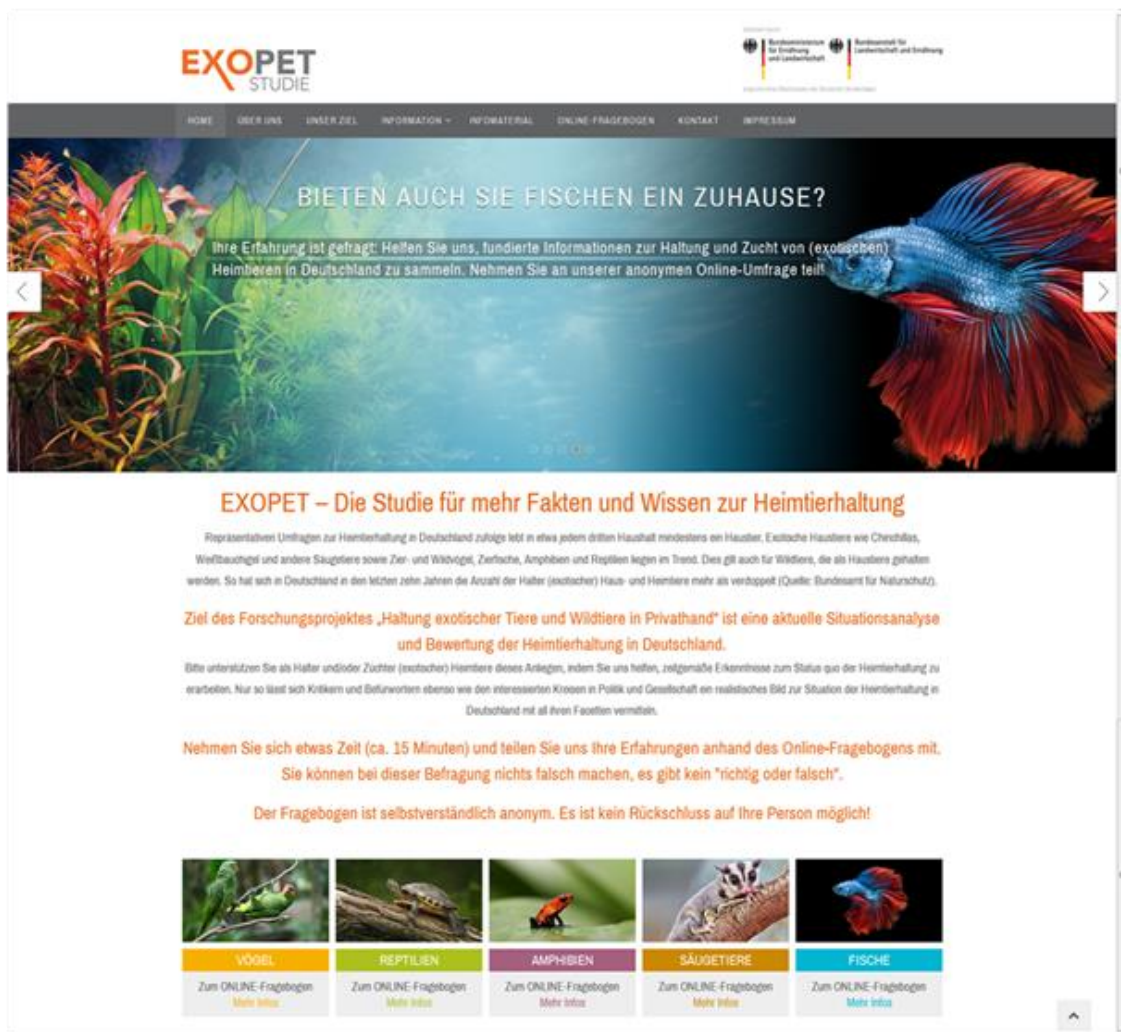 EXOPET
STUDIE
Bundesministerium
für Ernährung
und Landwirtschaft
Bundesanstalt für
Landwirtschaft und Ernährung
HOME ÜBER UNS UNSER ZIEL INFORMATION INFOMATERIAL ONLINE-FRAGEBOGEN KONTAKT IMPRESSUM
BIETEN AUCH SIE FISCHEN EIN ZUHAUSE?
Ihre Erfahrung ist gefragt: Helfen Sie uns, fundierte Informationen zur Haltung und Zucht von (exotischen)
Heimtieren in Deutschland zu sammeln. Nehmen Sie an unserer anonymen Online-Umfrage teil!
EXOPET – Die Studie für mehr Fakten und Wissen zur Heimtierhaltung
Repräsentativen Umfragen zur Heimtierhaltung in Deutschland zufolge lebt in etwa jedem dritten Haushalt mindestens ein Haustier. Exotische Haustiere wie Chinchillas,
Weißbauchigel und andere Säugetiere sowie Zier- und Wildvögel, Zierfische, Amphibien und Reptilien liegen im Trend. Dies gilt auch für Wildtiere, die als Haustiere gehalten
werden. So hat sich in Deutschland in den letzten zehn Jahren die Anzahl der Halter (exotischer) Haus- und Heimtiere mehr als verdoppelt (Quelle: Bundesamt für Naturschutz).
Ziel des Forschungsprojektes „Haltung exotischer Tiere und Wildtiere in Privathand" ist eine aktuelle Situationsanalyse
und Bewertung der Heimtierhaltung in Deutschland.
Bitte unterstützen Sie als Halter und/oder Züchter (exotischer) Heimtiere dieses Anliegen, indem Sie uns helfen, zeitgemäße Erkenntnisse zum Status quo der Heimtierhaltung zu
erarbeiten. Nur so lässt sich Kritikern und Befürwortern ebenso wie den interessierten Kreisen in Politik und Gesellschaft ein realistisches Bild zur Situation der Heimtierhaltung in
Deutschland mit all ihren Facetten vermitteln.
Nehmen Sie sich etwas Zeit (ca. 15 Minuten) und teilen Sie uns Ihre Erfahrungen anhand des Online-Fragebogens mit.
Sie können bei dieser Befragung nichts falsch machen, es gibt kein "richtig oder falsch".
Der Fragebogen ist selbstverständlich anonym. Es ist kein Rückschluss auf Ihre Person möglich!
VÖGEL REPTILIEN AMPHIBIEN SÄUGETIERE FISCHE
Zum ONLINE-Fragebogen Zum ONLINE-Fragebogen Zum ONLINE-Fragebogen Zum ONLINE-Fragebogen Zum ONLINE-Fragebogen
Mehr Infos Mehr Infos Mehr Infos Mehr Infos Mehr Infos